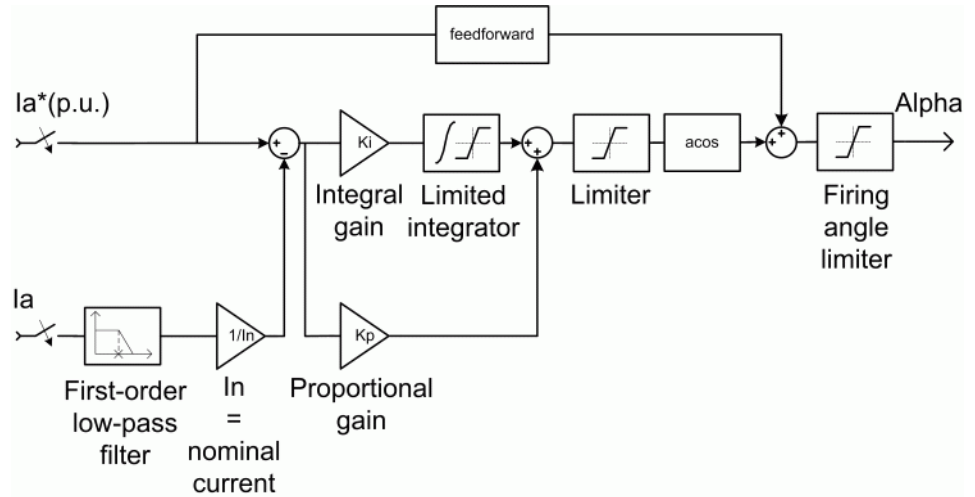 feedforward
Ia*(p.u.)
Alpha
+
−
Ki
+
+
acos
+
+
Integral
gain
Limited
integrator
Limiter
Firing
angle
limiter
Ia
1/In
Kp
First-order
low-pass
filter
In
=
nominal
current
Proportional
gain